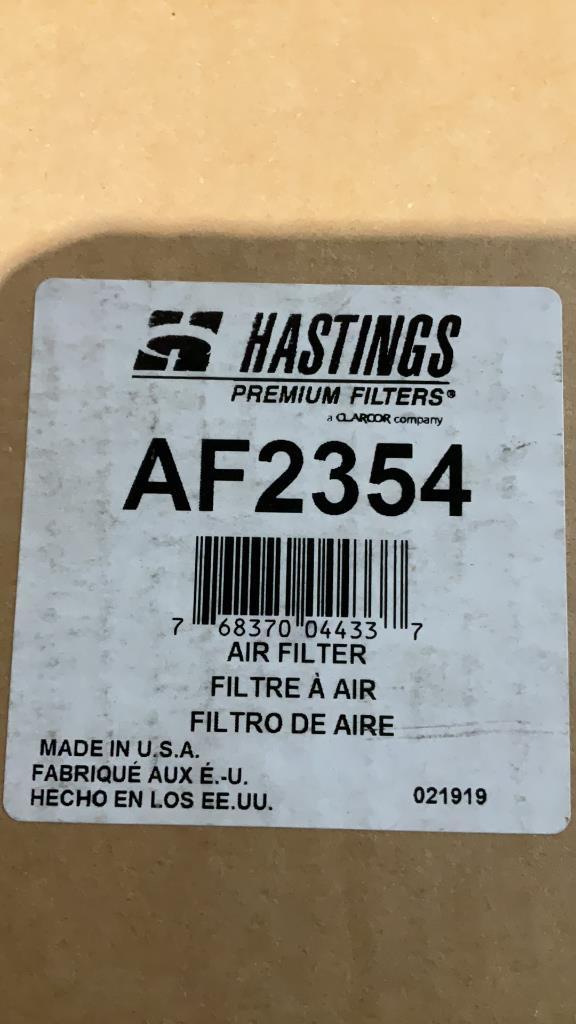 HASTINGS
PREMIUM FILTERS®
a CLARCOR company
AF2354
7 68370 04433 7
AIR FILTER
FILTRE À AIR
FILTRO DE AIRE
MADE IN U.S.A.
FABRIQUÉ AUX É.-U.
HECHO EN LOS EE.UU.
021919